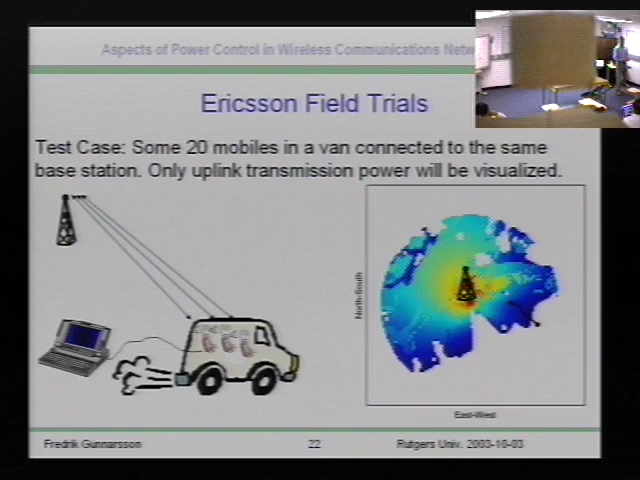 Aspects of Power Control in Wireless Communications Netw
Ericsson Field Trials
Test Case: Some 20 mobiles in a van connected to the same
base station. Only uplink transmission power will be visualized.
North-South
East-West
Fredrik Gunnarsson
22
Rutgers Univ. 2003-10-03